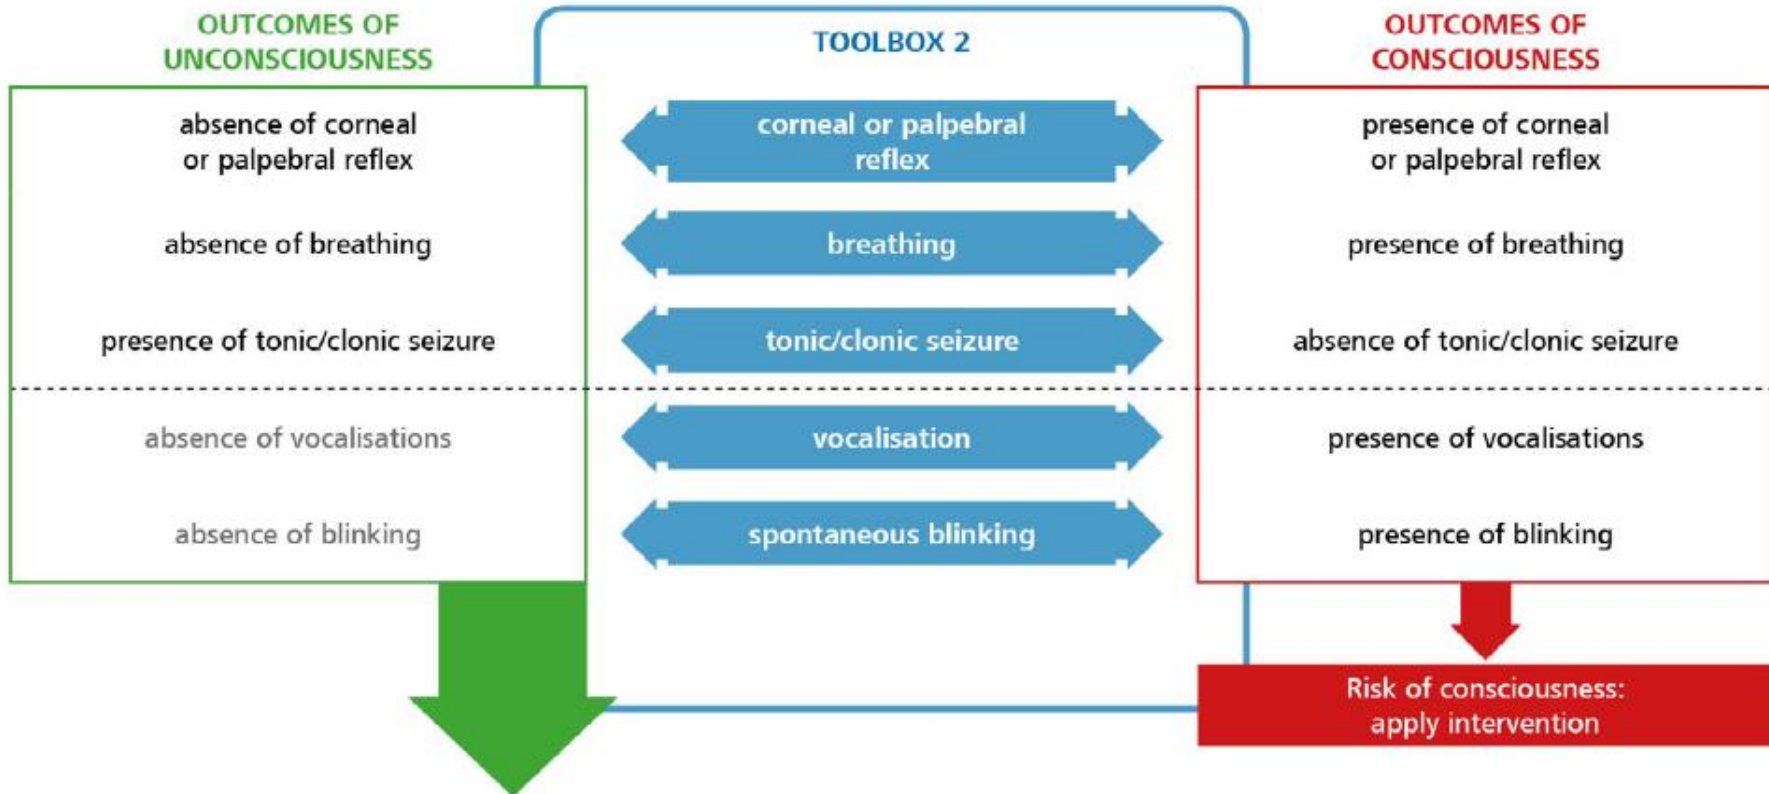 OUTCOMES OF
UNCONSCIOUSNESS
TOOLBOX 2
OUTCOMES OF
CONSCIOUSNESS
absence of corneal
or palpebral reflex
corneal or palpebral
reflex
presence of corneal
or palpebral reflex
absence of breathing
breathing
presence of breathing
presence of tonic/clonic seizure
tonic/clonic seizure
absence of tonic/clonic seizure
absence of vocalisations
vocalisation
presence of vocalisations
absence of blinking
spontaneous blinking
presence of blinking
Risk of consciousness:
apply intervention